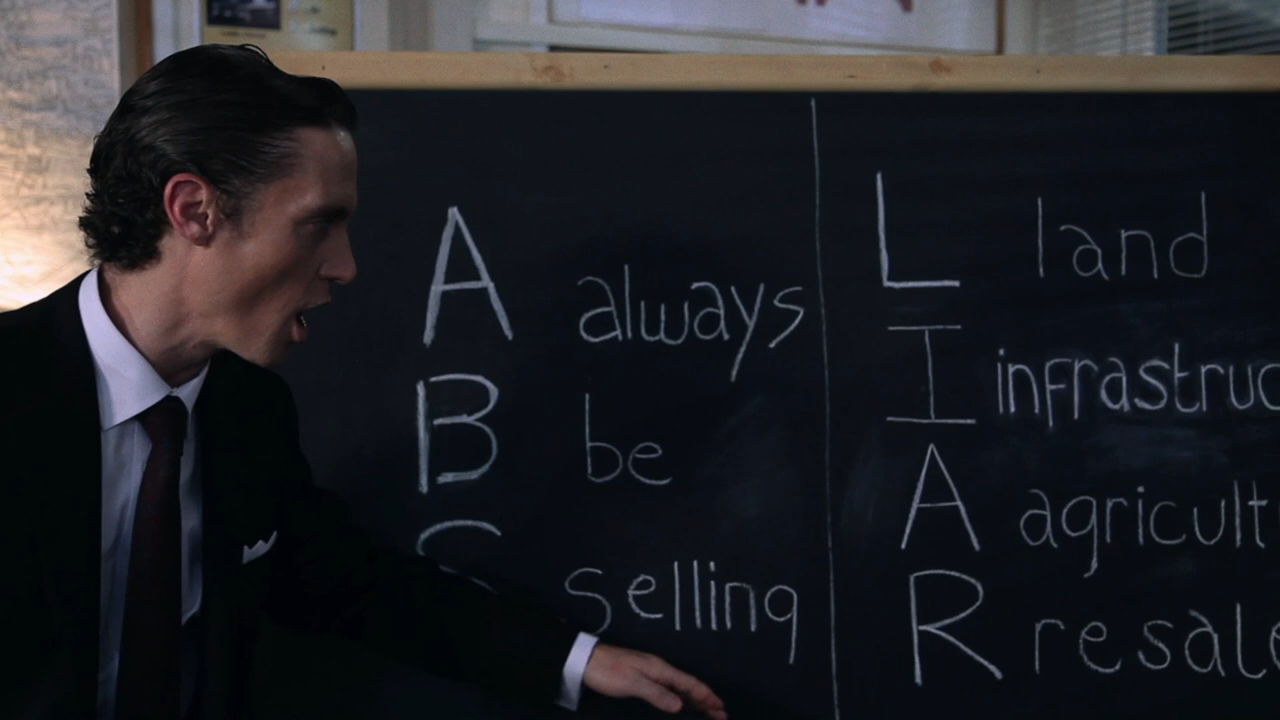 A always
B be
S selling
L land
I infrastruc
A agricult
R resale